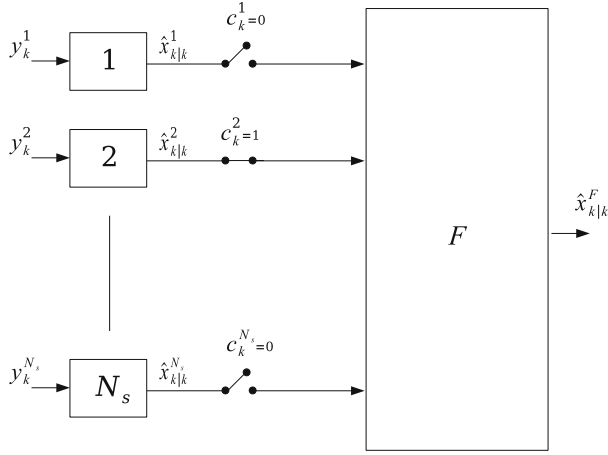 y_k^1 1 x̂_{k|k}^1 c_k^1=0
y_k^2 2 x̂_{k|k}^2 c_k^2=1
F x̂_{k|k}^F
y_k^{N_s} N_s x̂_{k|k}^{N_s} c_k^{N_s}=0